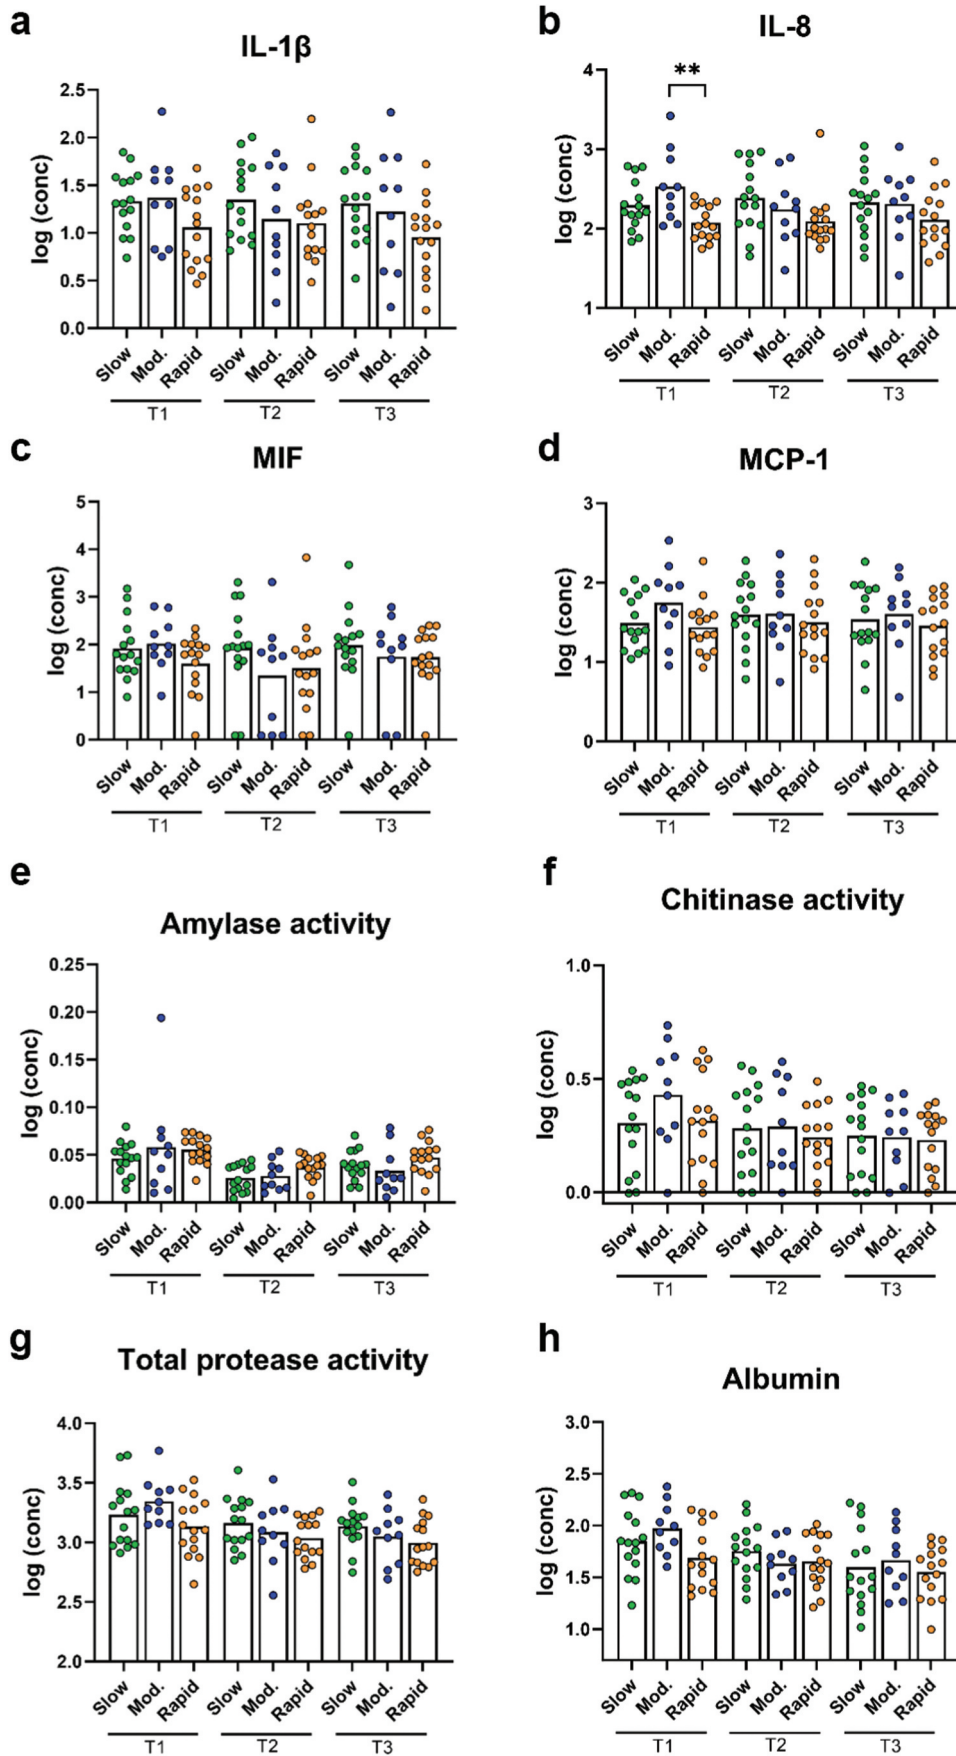 a
IL-1β
log (conc)
2.5
2.0
1.5
1.0
0.5
0.0
Slow Mod. Rapid Slow Mod. Rapid Slow Mod. Rapid
T1 T2 T3
b
IL-8
log (conc)
**
4
3
2
1
Slow Mod. Rapid Slow Mod. Rapid Slow Mod. Rapid
T1 T2 T3
c
MIF
log (conc)
5
4
3
2
1
0
Slow Mod. Rapid Slow Mod. Rapid Slow Mod. Rapid
T1 T2 T3
d
MCP-1
log (conc)
3
2
1
0
Slow Mod. Rapid Slow Mod. Rapid Slow Mod. Rapid
T1 T2 T3
e
Amylase activity
log (conc)
0.25
0.20
0.15
0.10
0.05
0.00
Slow Mod. Rapid Slow Mod. Rapid Slow Mod. Rapid
T1 T2 T3
f
Chitinase activity
log (conc)
1.0
0.5
0.0
Slow Mod. Rapid Slow Mod. Rapid Slow Mod. Rapid
T1 T2 T3
g
Total protease activity
log (conc)
4.0
3.5
3.0
2.5
2.0
Slow Mod. Rapid Slow Mod. Rapid Slow Mod. Rapid
T1 T2 T3
h
Albumin
log (conc)
3.0
2.5
2.0
1.5
1.0
Slow Mod. Rapid Slow Mod. Rapid Slow Mod. Rapid
T1 T2 T3